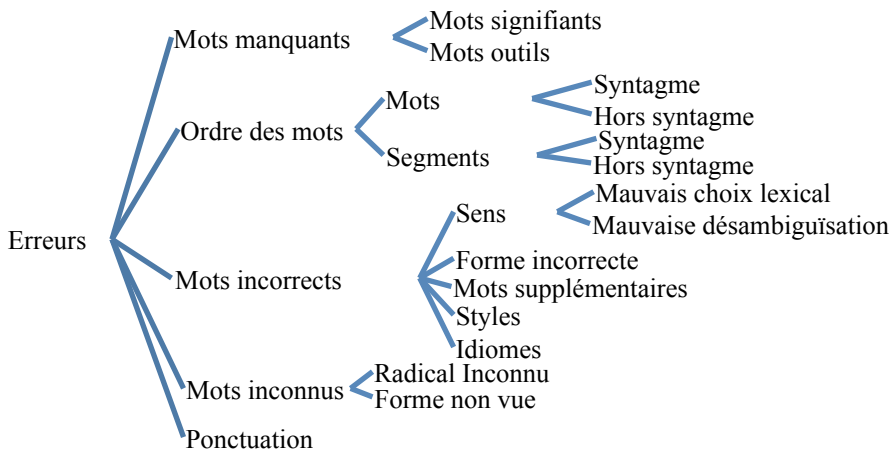 Mots manquants
Mots signifiants
Mots outils
Ordre des mots
Mots
Syntagme
Hors syntagme
Segments
Syntagme
Hors syntagme
Erreurs
Mots incorrects
Sens
Mauvais choix lexical
Mauvaise désambiguïsation
Forme incorrecte
Mots supplémentaires
Styles
Idiomes
Mots inconnus
Radical Inconnu
Forme non vue
Ponctuation